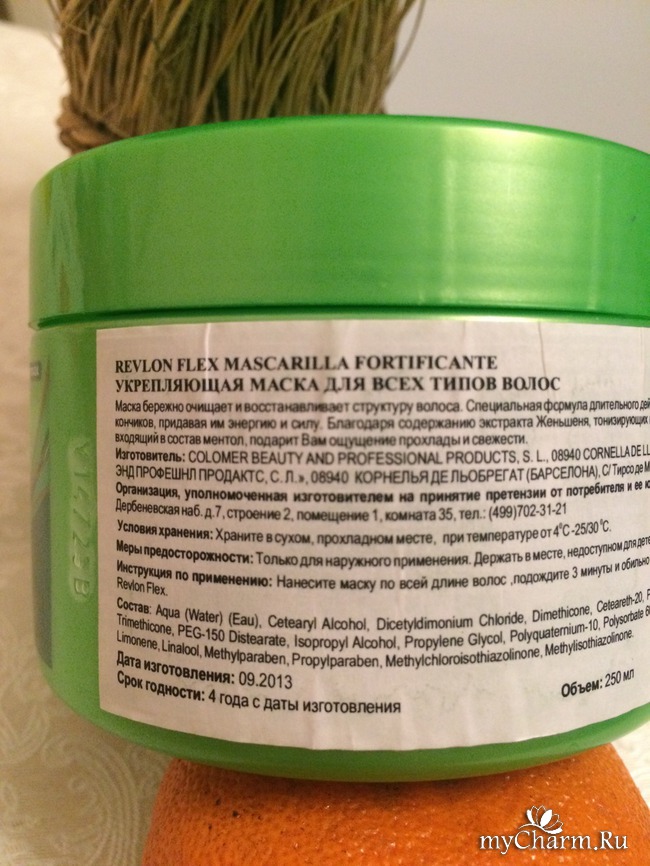 REVLON FLEX MASCARILLA FORTIFICANTE
УКРЕПЛЯЮЩАЯ МАСКА ДЛЯ ВСЕХ ТИПОВ ВОЛОС
Маска бережно очищает и восстанавливает структуру волоса. Специальная формула длительного дей
кончиков, придавая им энергию и силу. Благодаря содержанию экстракта Женьшеня, тонизирующих
входящий в состав ментол, подарит Вам ощущение прохлады и свежести.
Изготовитель: COLOMER BEAUTY AND PROFESSIONAL PRODUCTS, S. L., 08940 CORNELLA DE LL
ЭНД ПРОФЕШНЛ ПРОДАКТС, С. Л.», 08940 КОРНЕЛЬЯ ДЕ ЛЬОБРЕГАТ (БАРСЕЛОНА), С/ Тирсо де М
Организация, уполномоченная изготовителем на принятие претензии от потребителя и ее ю
Дербеневская наб. д.7, строение 2, помещение 1, комната 35, тел.: (499)702-31-21
Условия хранения: Храните в сухом, прохладном месте, при температуре от 4°С -25/30 °С.
Меры предосторожности: Только для наружного применения. Держать в месте, недоступном для дете
Инструкция по применению: Нанесите маску по всей длине волос ,подождите 3 минуты и обильно
Revlon Flex.
Состав: Aqua (Water) (Eau), Cetearyl Alcohol, Dicetyldimonium Chloride, Dimethicone, Ceteareth-20, P
Trimethicone, PEG-150 Distearate, Isopropyl Alcohol, Propylene Glycol, Polyquaternium-10, Polysorbate 60
Limonene, Linalool, Methylparaben, Propylparaben, Methylchloroisothiazolinone, Methylisothiazolinone.
Дата изготовления: 09.2013
Срок годности: 4 года с даты изготовления
Объем: 250 мл
myCharm.Ru